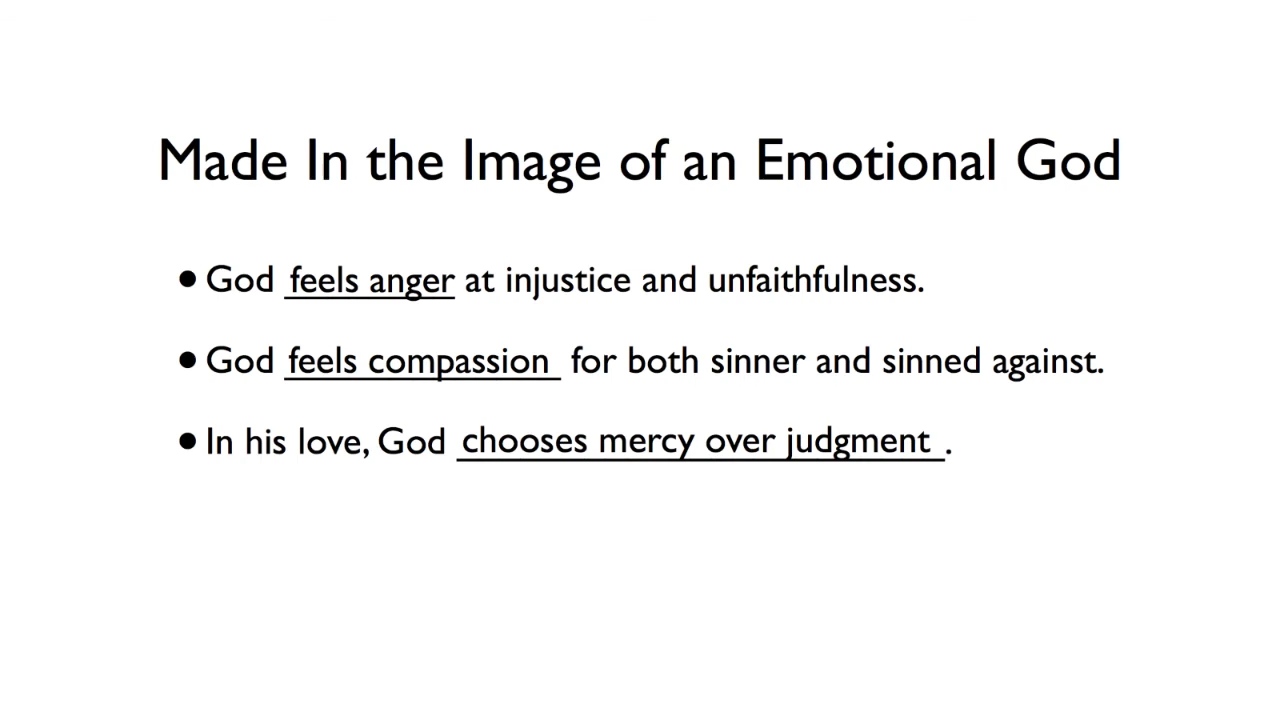 Made In the Image of an Emotional God
• God feels anger at injustice and unfaithfulness.
• God feels compassion for both sinner and sinned against.
• In his love, God chooses mercy over judgment.